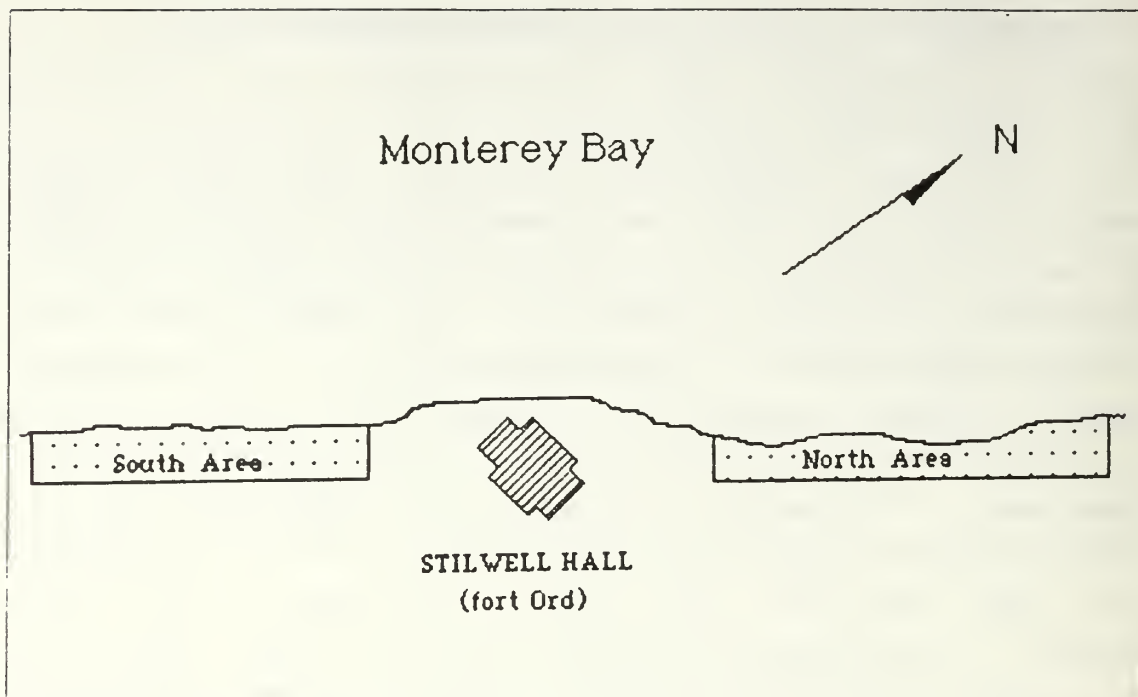 Monterey Bay
N
South Area
North Area
STILWELL HALL
(fort Ord)